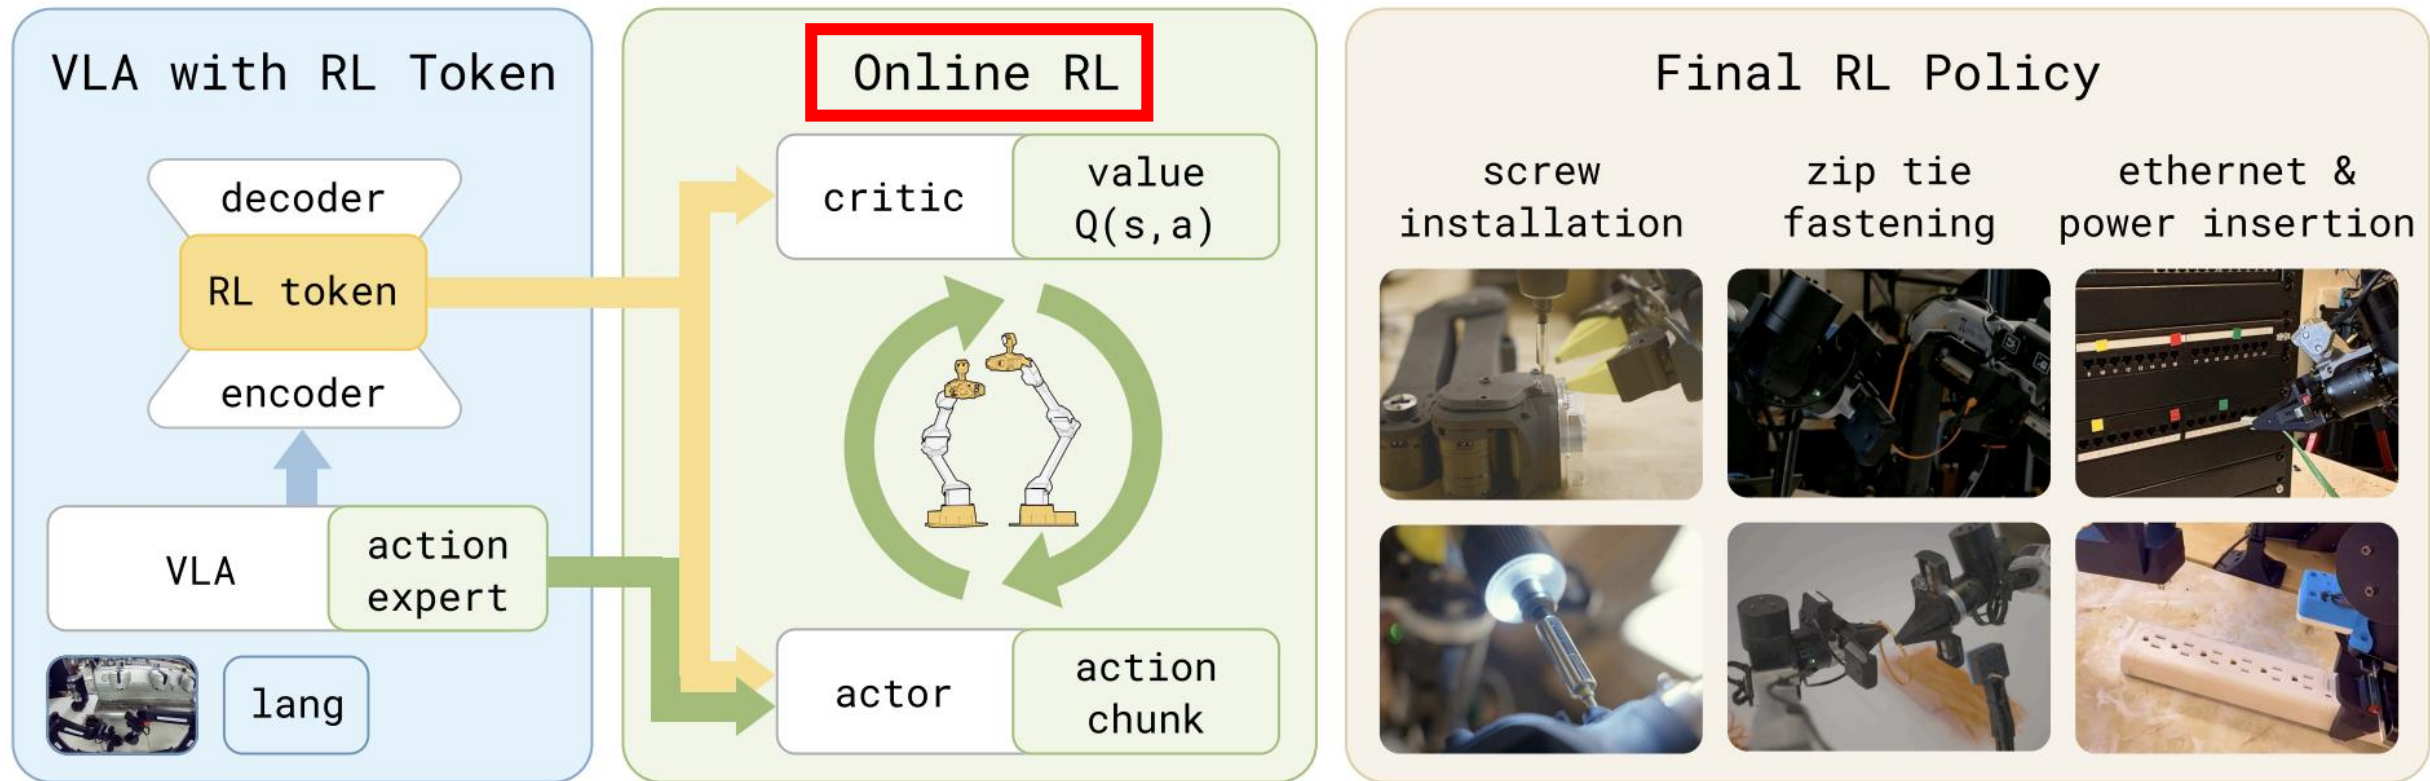 VLA with RL Token
decoder
RL token
encoder
VLA
action
expert
lang
Online RL
critic
value
Q(s,a)
actor
action
chunk
Final RL Policy
screw
installation
zip tie
fastening
ethernet &
power insertion